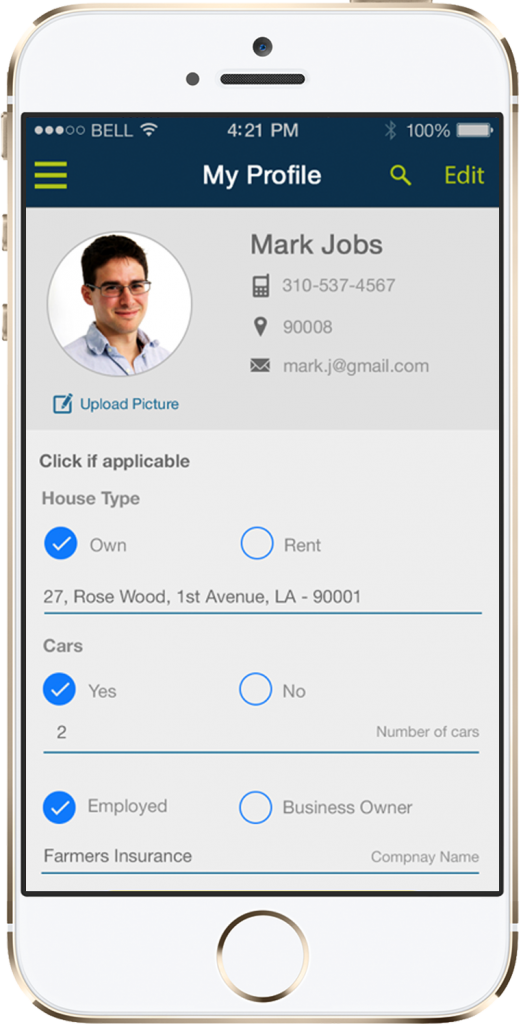 BELL 4:21 PM 100%
My Profile Edit
Mark Jobs
310-537-4567
90008
mark.j@gmail.com
Upload Picture
Click if applicable
House Type
Own Rent
27, Rose Wood, 1st Avenue, LA - 90001
Cars
Yes No
2 Number of cars
Employed Business Owner
Farmers Insurance Compnay Name